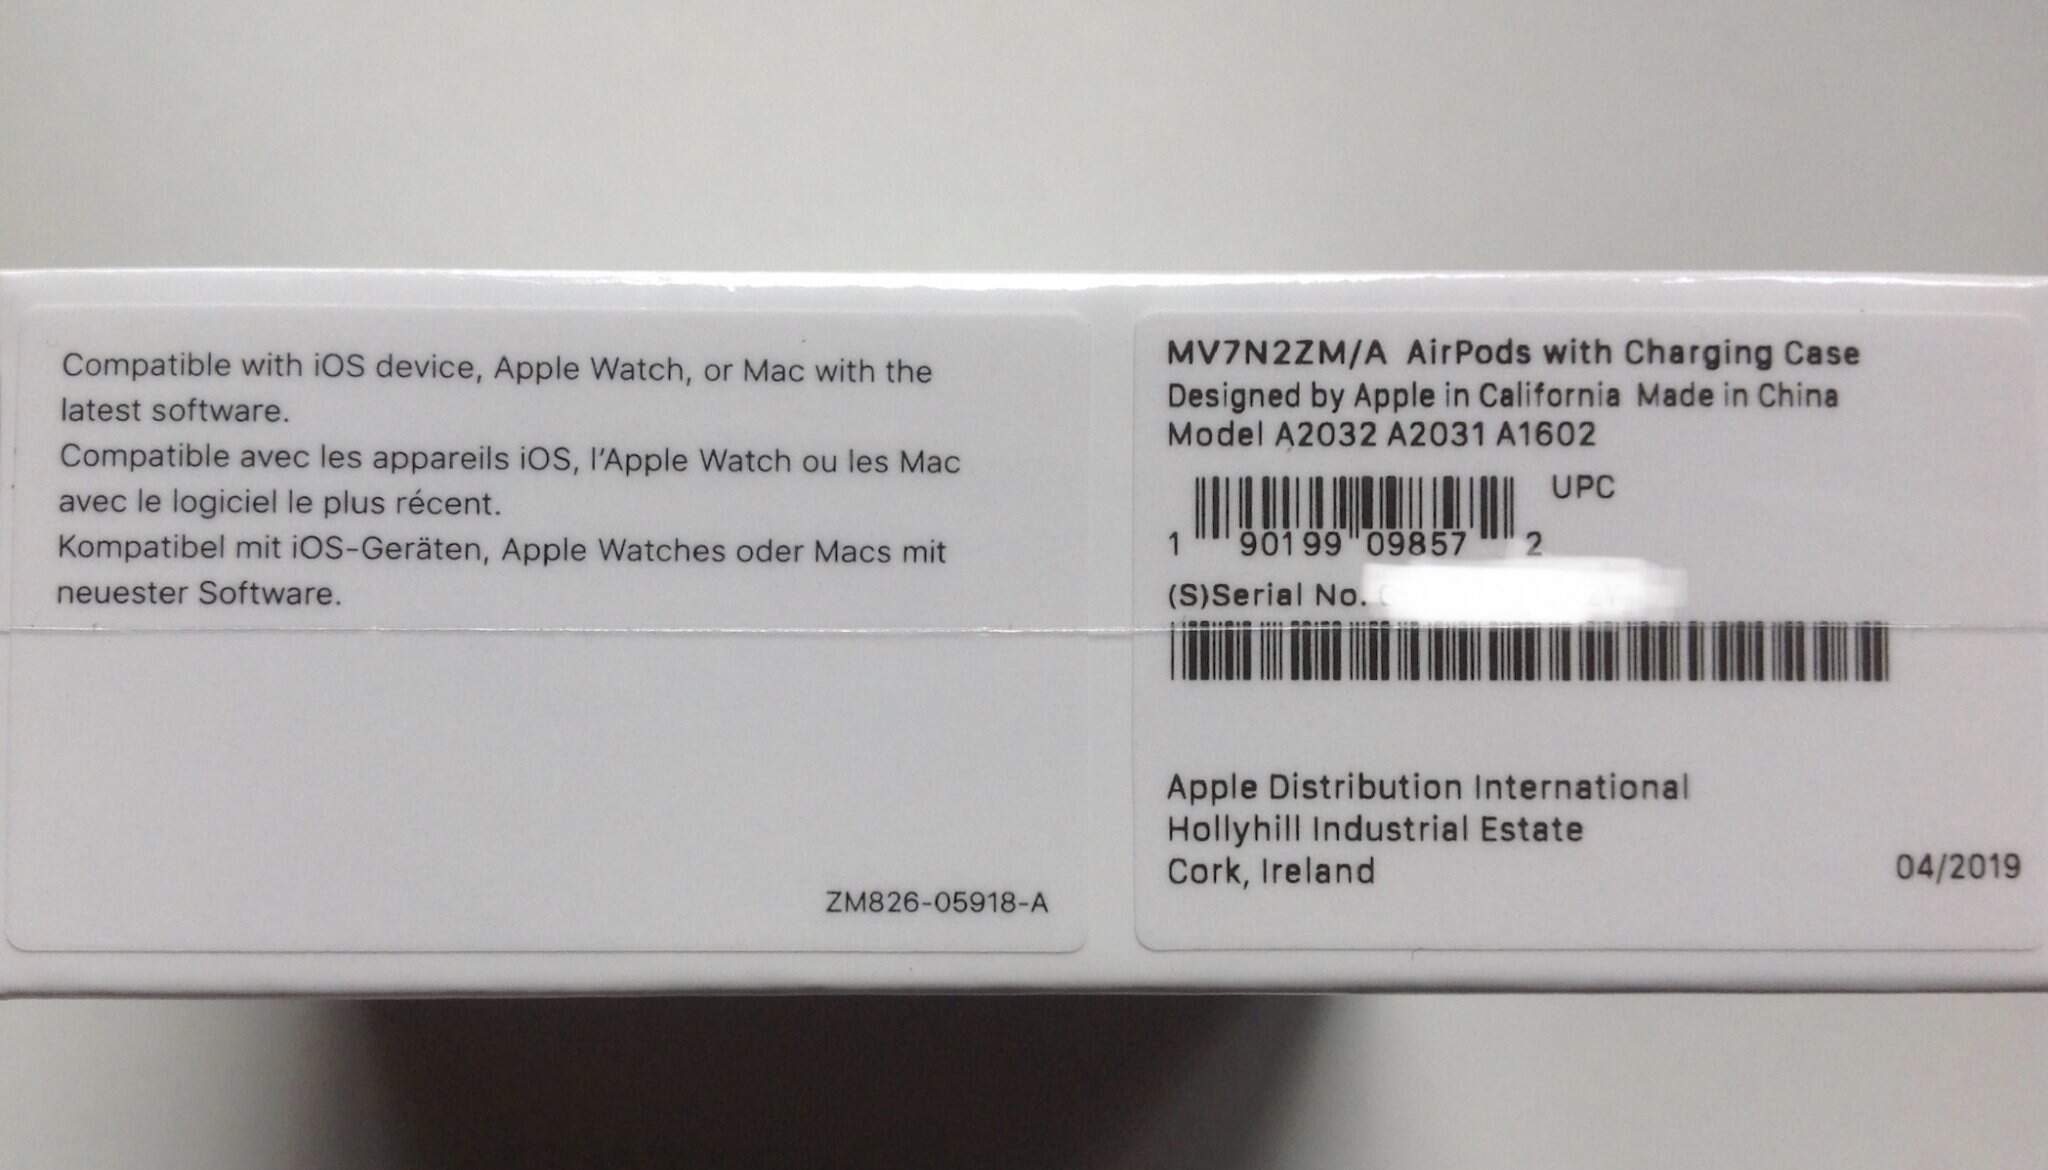 Compatible with iOS device, Apple Watch, or Mac with the
latest software.
Compatible avec les appareils iOS, l’Apple Watch ou les Mac
avec le logiciel le plus récent.
Kompatibel mit iOS-Geräten, Apple Watches oder Macs mit
neuester Software.
ZM826-05918-A
MV7N2ZM/A AirPods with Charging Case
Designed by Apple in California Made in China
Model A2032 A2031 A1602
UPC
1 90199 09857 2
(S)Serial No.
Apple Distribution International
Hollyhill Industrial Estate
Cork, Ireland
04/2019